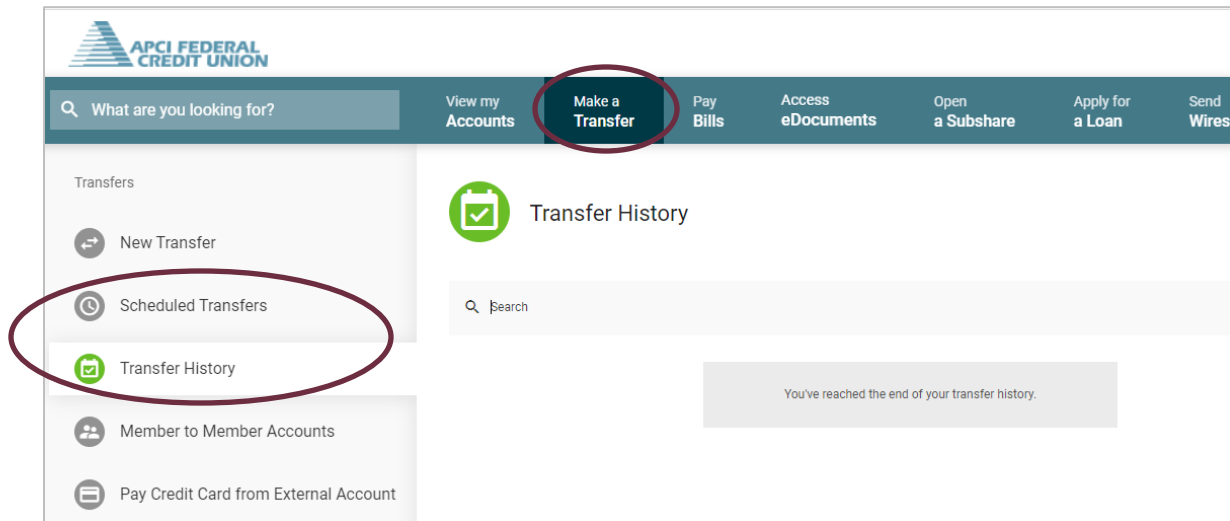 APCI FEDERAL
CREDIT UNION
What are you looking for?
View my
Accounts
Make a
Transfer
Pay
Bills
Access
eDocuments
Open
a Subshare
Apply for
a Loan
Send
Wires
Transfers
New Transfer
Scheduled Transfers
Transfer History
Member to Member Accounts
Pay Credit Card from External Account
Transfer History
Search
You've reached the end of your transfer history.